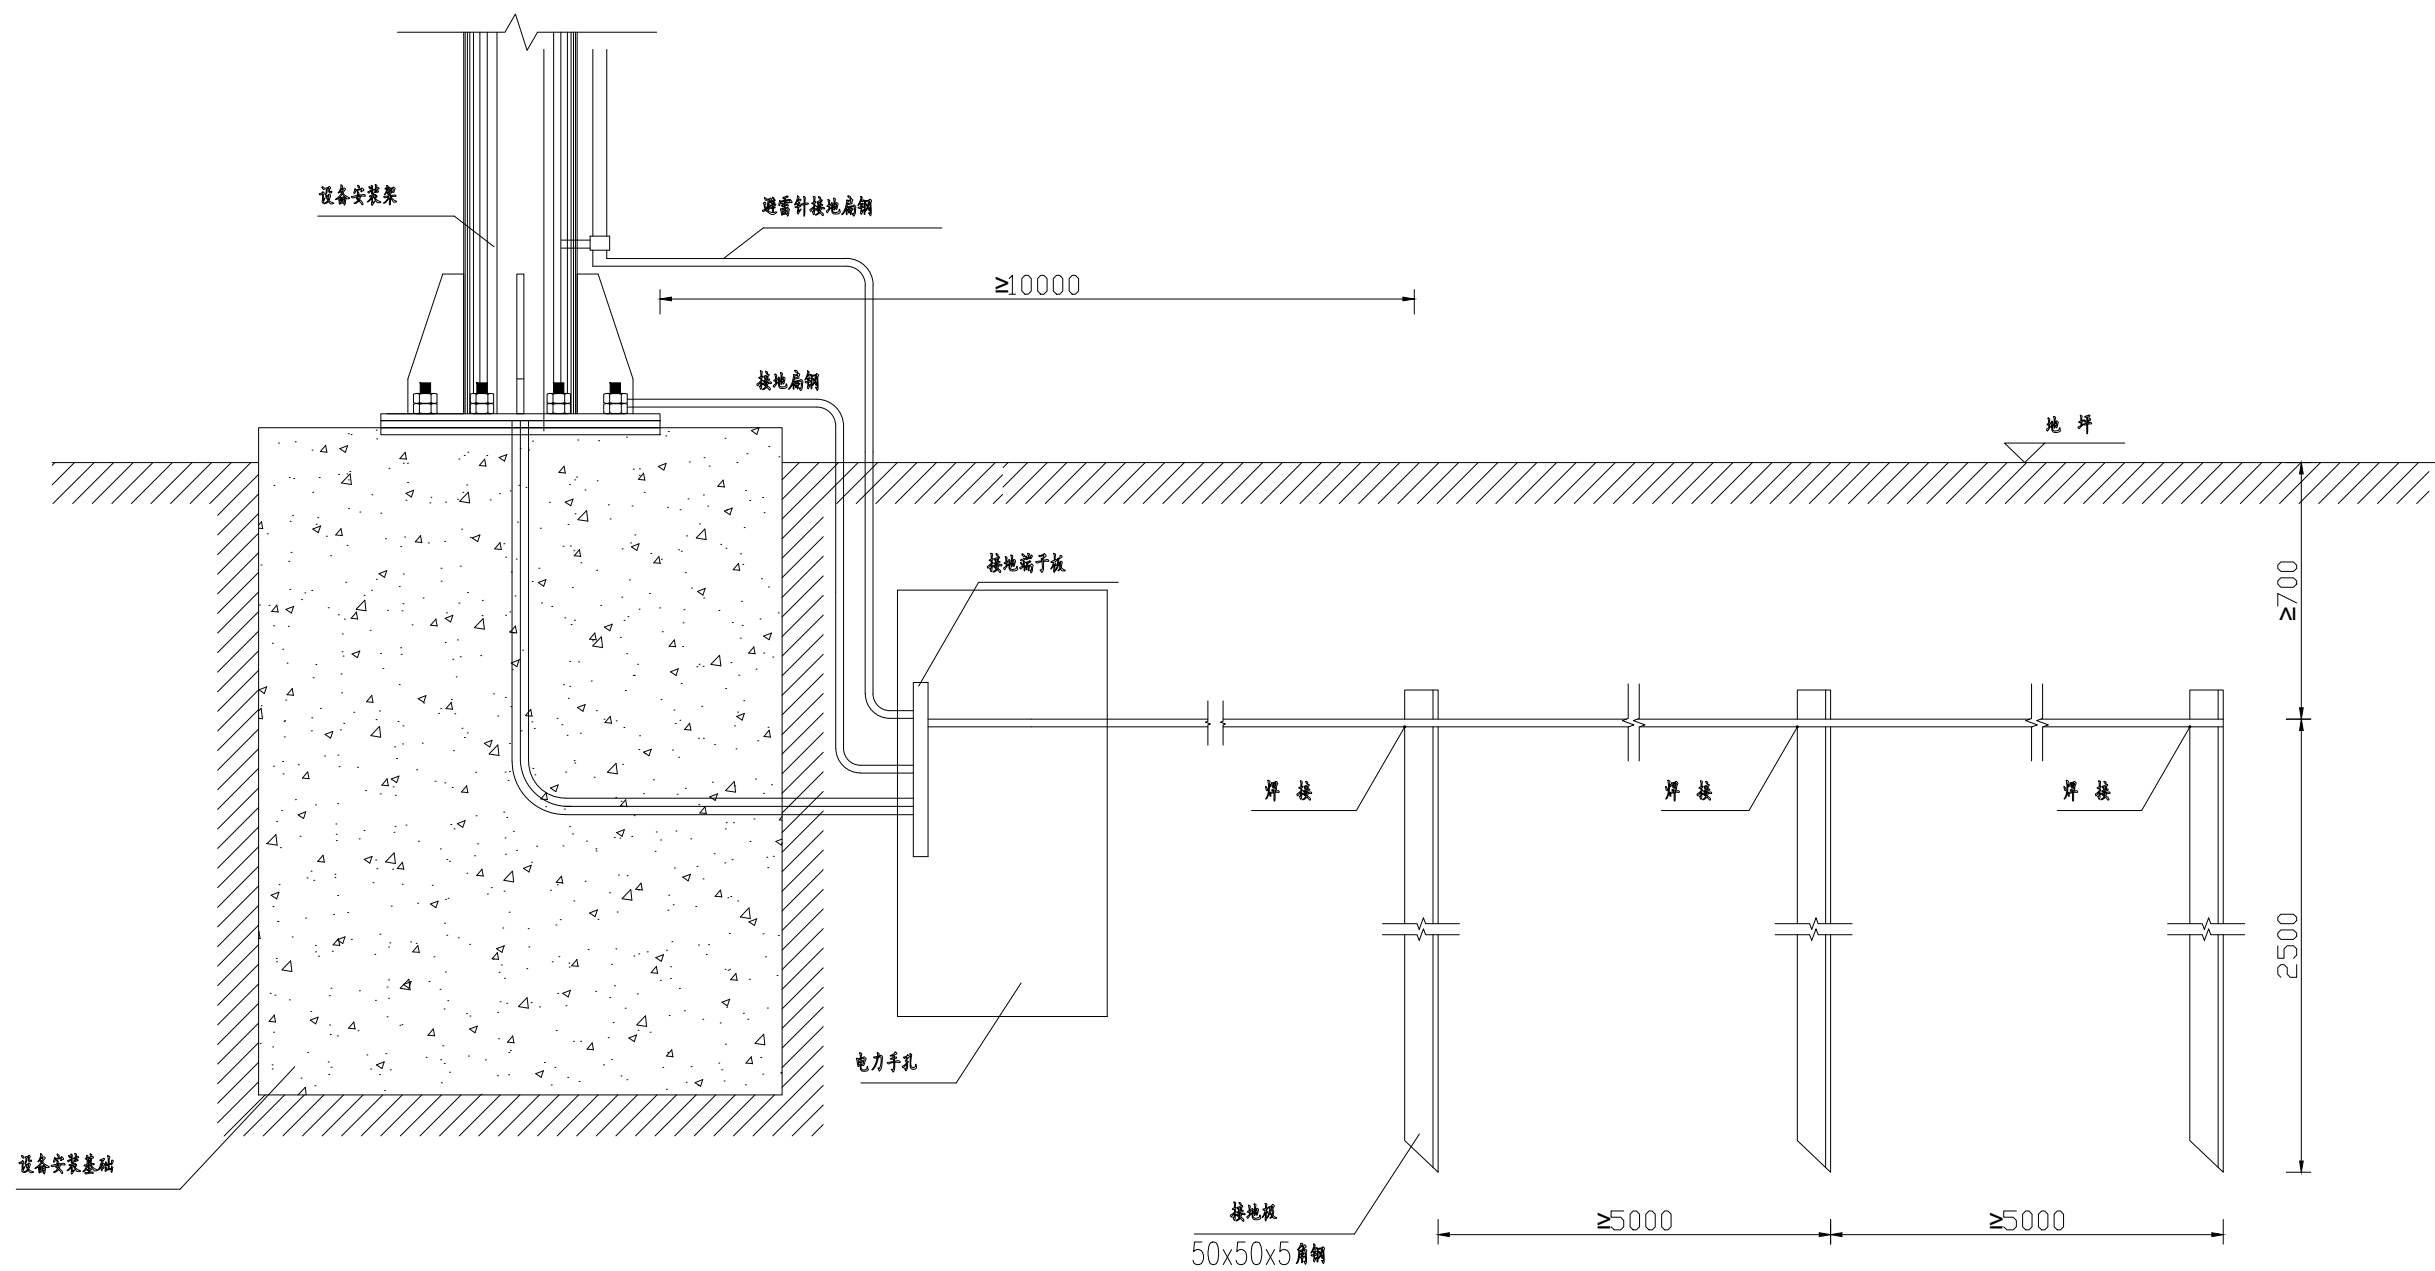 设备安装架
避雷针接地扁钢
≥10000
接地扁钢
地 坪
接地端子板
≥700
焊 接
焊 接
焊 接
2500
电力手孔
设备安装基础
接地极
50x50x5角钢
≥5000
≥5000